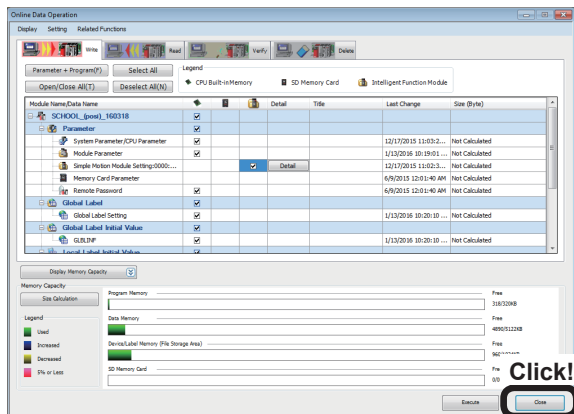 Online Data Operation
Display Setting Related Functions
Write Read Verify Delete
Parameter + Program(F) Select All
Open/Close All(T) Deselect All(N)
Legend
CPU Built-in Memory SD Memory Card Intelligent Function Module
Module Name/Data Name Detail Title Last Change Size (Byte)
SCHOOL_(posi)_160318
Parameter
System Parameter/CPU Parameter 12/17/2015 11:03:2... Not Calculated
Module Parameter 1/13/2016 10:19:01 ... Not Calculated
Simple Motion Module Setting:0000:... Detail 12/17/2015 11:02:3... Not Calculated
Memory Card Parameter 6/9/2015 12:01:40 AM Not Calculated
Remote Password 6/9/2015 12:01:40 AM Not Calculated
Global Label
Global Label Setting 1/13/2016 10:20:10 ... Not Calculated
Global Label Initial Value
GLBLINF 1/13/2016 10:20:10 ... Not Calculated
Local Label Initial Value
Display Memory Capacity
Memory Capacity
Size Calculation
Legend
Used
Increased
Decreased
5% or Less
Program Memory Free
318/320KB
Data Memory Free
4890/5122KB
Device/Label Memory (File Storage Area) Free
SD Memory Card
0/0
Click!
Execute Close